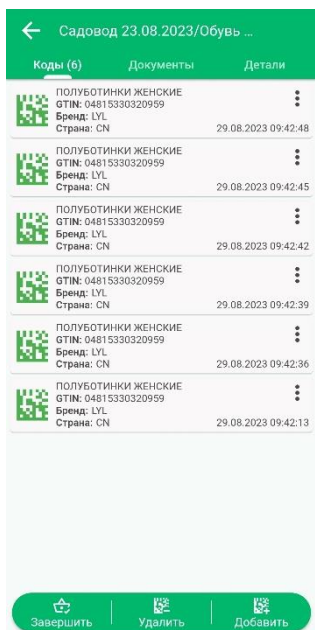 Садовод 23.08.2023/Обувь ...
Коды (6) Документы Детали
ПОЛУБОТИНКИ ЖЕНСКИЕ
GTIN: 04815330320959
Бренд: LYL
Страна: CN 29.08.2023 09:42:48
ПОЛУБОТИНКИ ЖЕНСКИЕ
GTIN: 04815330320959
Бренд: LYL
Страна: CN 29.08.2023 09:42:45
ПОЛУБОТИНКИ ЖЕНСКИЕ
GTIN: 04815330320959
Бренд: LYL
Страна: CN 29.08.2023 09:42:42
ПОЛУБОТИНКИ ЖЕНСКИЕ
GTIN: 04815330320959
Бренд: LYL
Страна: CN 29.08.2023 09:42:39
ПОЛУБОТИНКИ ЖЕНСКИЕ
GTIN: 04815330320959
Бренд: LYL
Страна: CN 29.08.2023 09:42:36
ПОЛУБОТИНКИ ЖЕНСКИЕ
GTIN: 04815330320959
Бренд: LYL
Страна: CN 29.08.2023 09:42:13
Завершить Удалить Добавить